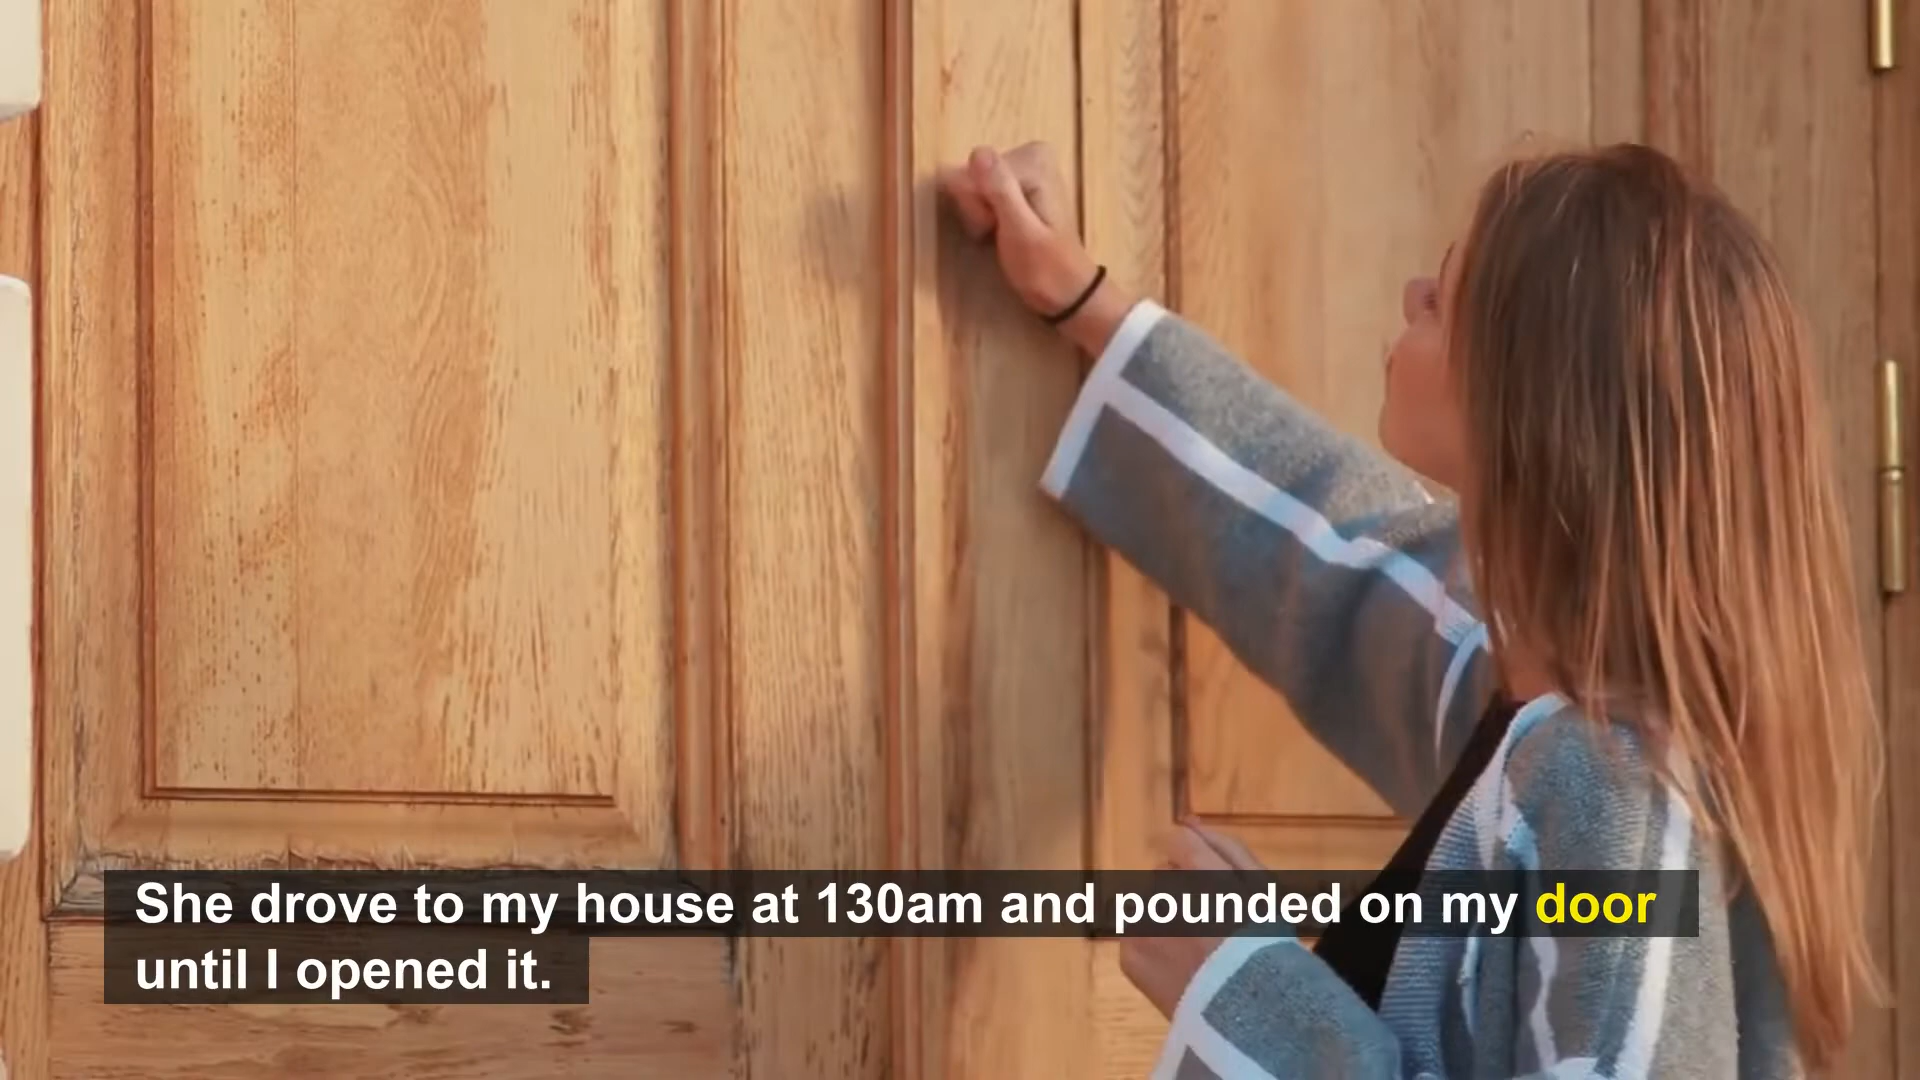 She drove to my house at 130am and pounded on my door
until I opened it.